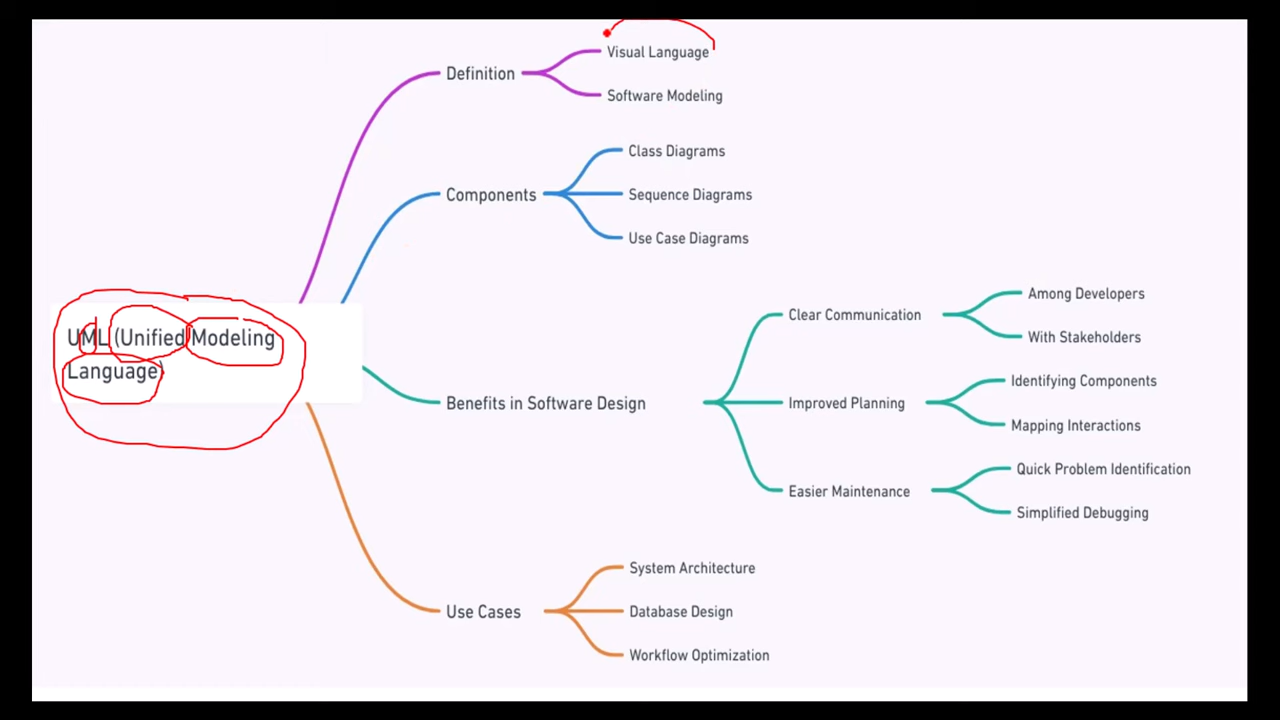 UML (Unified Modeling
Language)
Definition
Visual Language
Software Modeling
Components
Class Diagrams
Sequence Diagrams
Use Case Diagrams
Benefits in Software Design
Clear Communication
Among Developers
With Stakeholders
Improved Planning
Identifying Components
Mapping Interactions
Easier Maintenance
Quick Problem Identification
Simplified Debugging
Use Cases
System Architecture
Database Design
Workflow Optimization